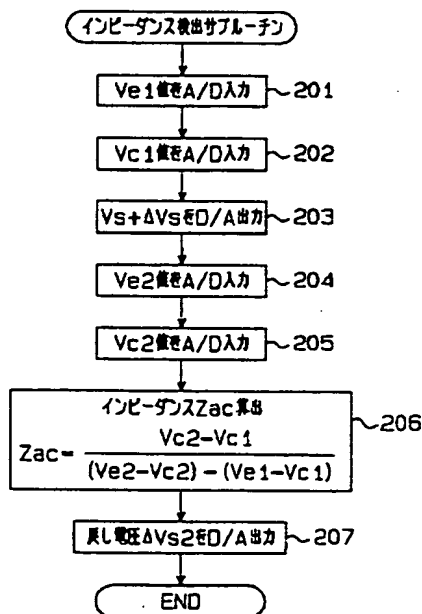 インピーダンス検出サブルーチン
Ve1値をA/D入力 201
Vc1値をA/D入力 202
Vs+ΔVsをD/A出力 203
Ve2値をA/D入力 204
Vc2値をA/D入力 205
インピーダンスZac算出
Zac= Vc2-Vc1 206
(Ve2-Vc2)-(Ve1-Vc1)
戻し電圧ΔVs2をD/A出力 207
END